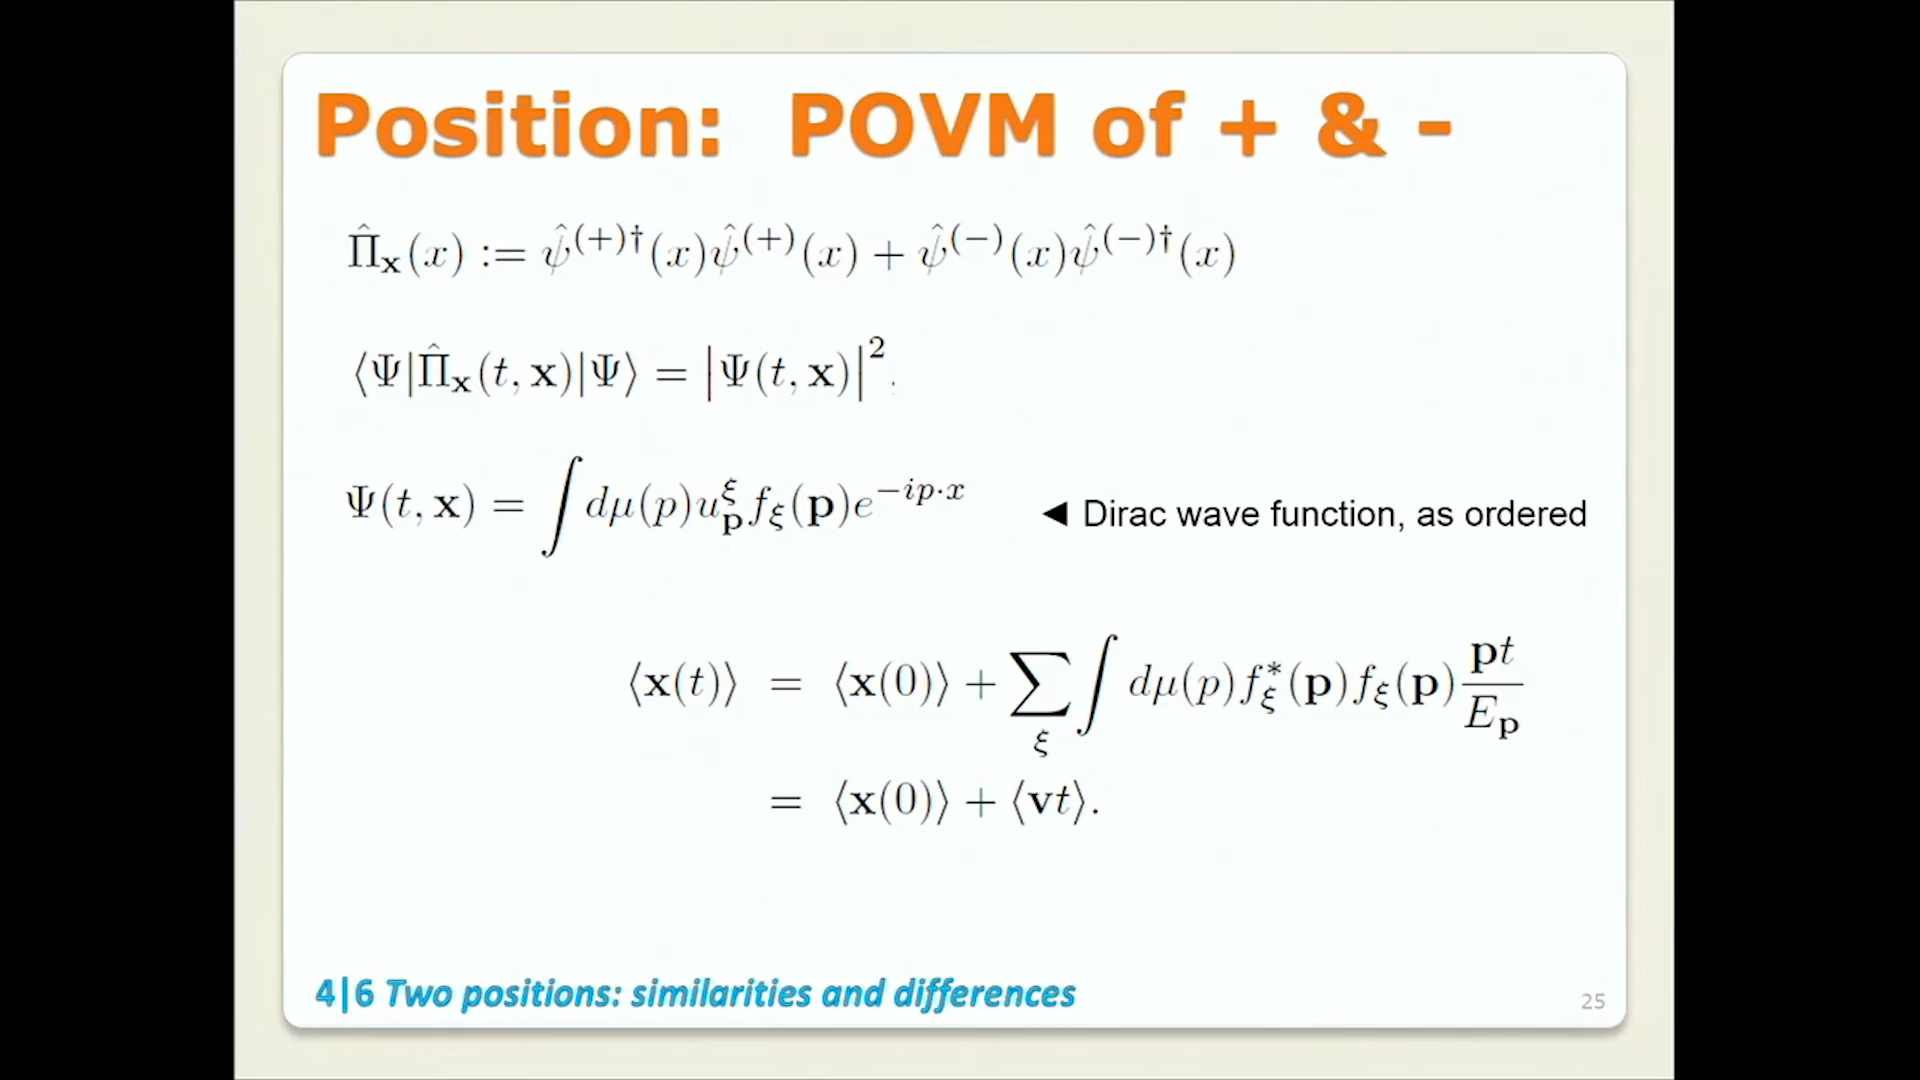 Position: POVM of + & -
Π̂ₓ(x) := ψ̂⁽⁺⁾†(x)ψ̂⁽⁺⁾(x) + ψ̂⁽⁻⁾(x)ψ̂⁽⁻⁾†(x)
⟨Ψ|Π̂ₓ(t, x)|Ψ⟩ = |Ψ(t, x)|².
Ψ(t, x) = ∫ dμ(p)u_p^ξ f_ξ(p)e^{−ip·x} ◄ Dirac wave function, as ordered
⟨x(t)⟩ = ⟨x(0)⟩ + ∑_ξ ∫ dμ(p)f*_ξ(p)f_ξ(p) pt/E_p
= ⟨x(0)⟩ + ⟨vt⟩.
4|6 Two positions: similarities and differences
25